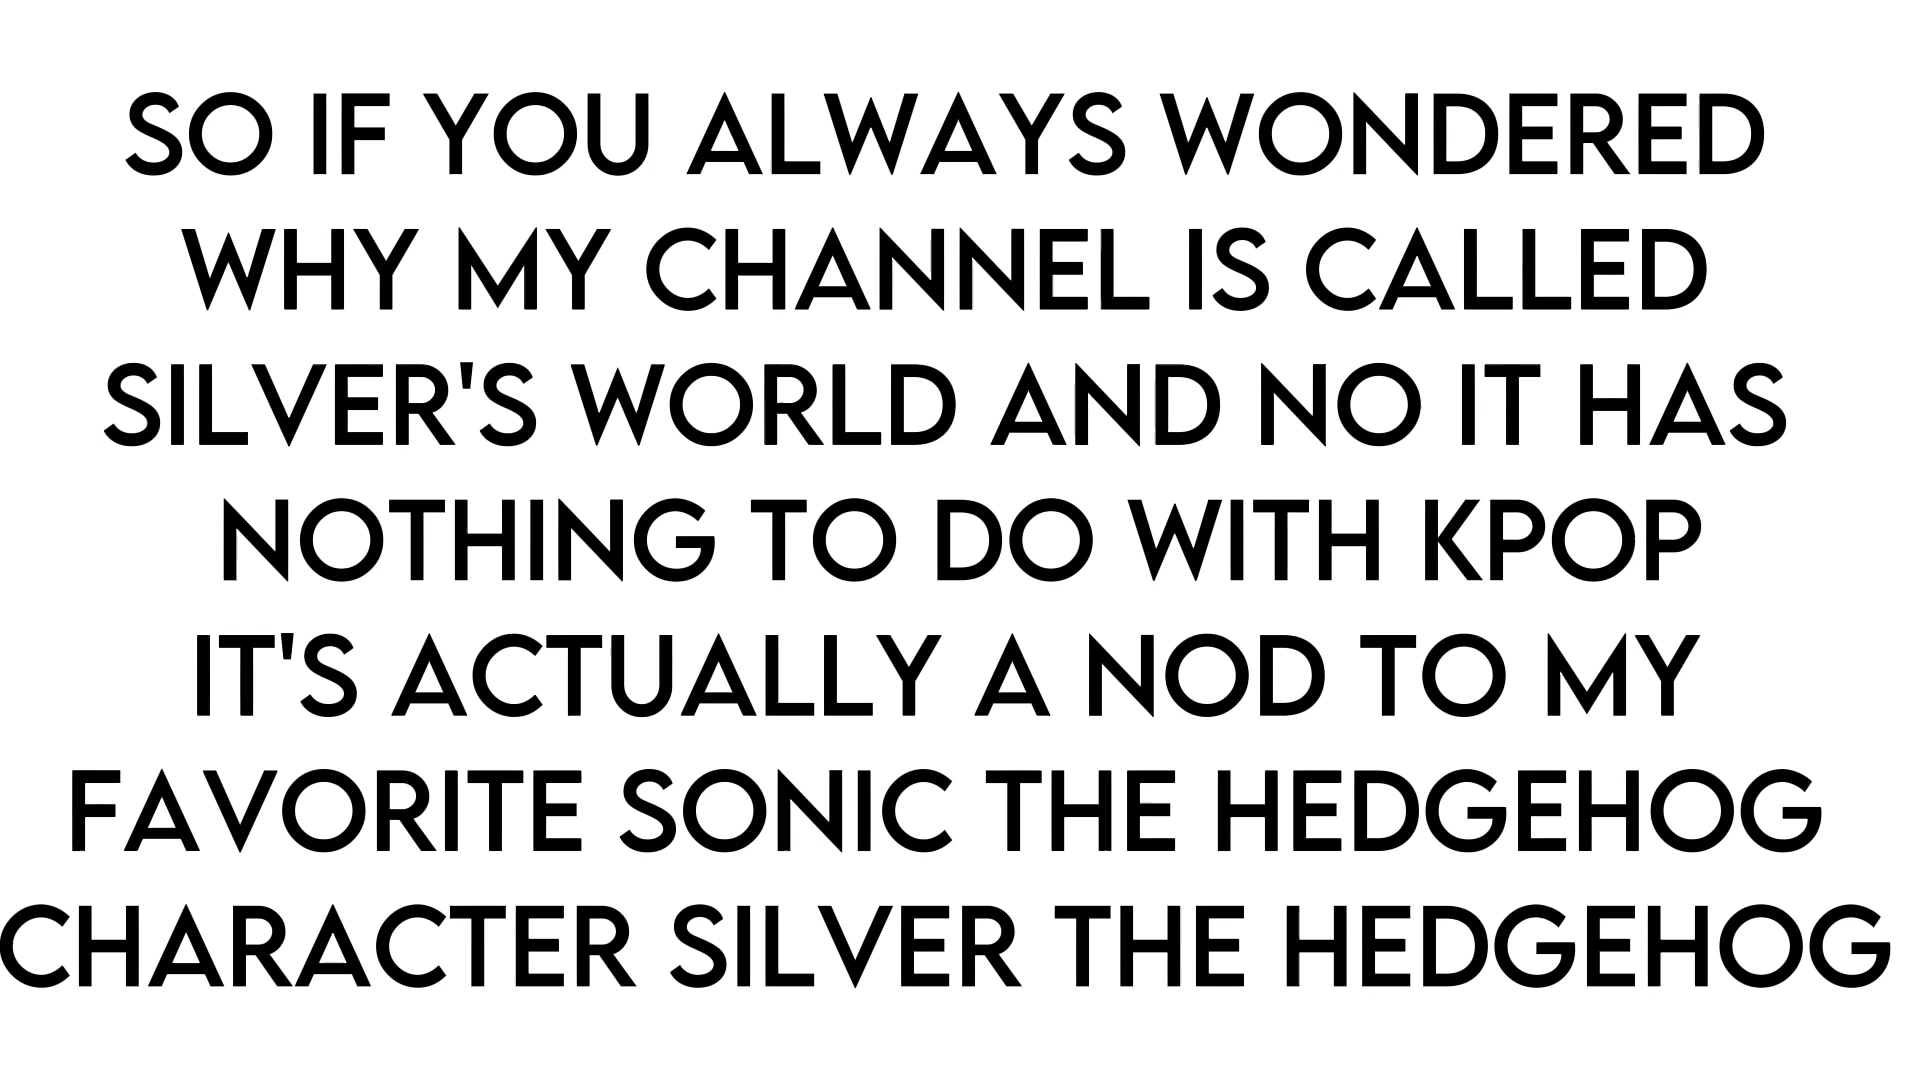 SO IF YOU ALWAYS WONDERED
WHY MY CHANNEL IS CALLED
SILVER'S WORLD AND NO IT HAS
NOTHING TO DO WITH KPOP
IT'S ACTUALLY A NOD TO MY
FAVORITE SONIC THE HEDGEHOG
CHARACTER SILVER THE HEDGEHOG